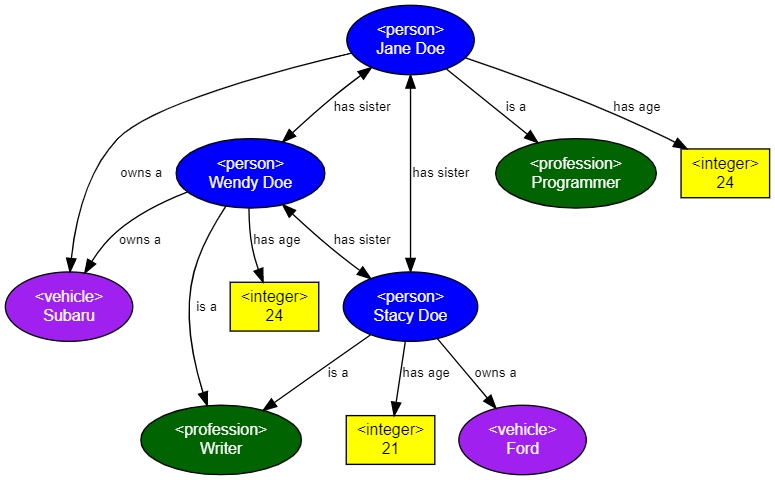 <person>
Jane Doe
has sister
is a
has age
<person>
Wendy Doe
<profession>
Programmer
<integer>
24
owns a
has sister
owns a
has age
has sister
<vehicle>
Subaru
is a
<integer>
24
<person>
Stacy Doe
is a
has age
owns a
<profession>
Writer
<integer>
21
<vehicle>
Ford